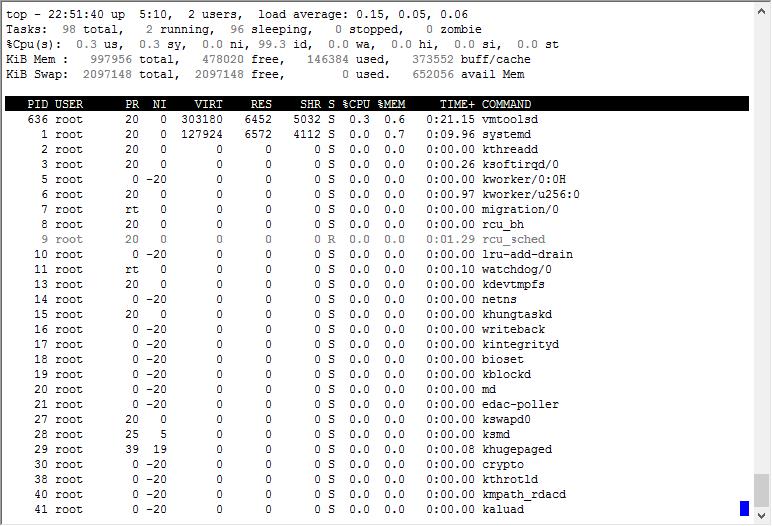 top - 22:51:40 up  5:10,  2 users,  load average: 0.15, 0.05, 0.06
Tasks:  98 total,   2 running,  96 sleeping,   0 stopped,   0 zombie
%Cpu(s):  0.3 us,  0.3 sy,  0.0 ni, 99.3 id,  0.0 wa,  0.0 hi,  0.0 si,  0.0 st
KiB Mem :   997956 total,   478020 free,   146384 used,   373552 buff/cache
KiB Swap:  2097148 total,  2097148 free,        0 used.   652056 avail Mem
PID USER      PR  NI    VIRT    RES    SHR S %CPU %MEM     TIME+ COMMAND
636 root      20   0  303180   6452   5032 S  0.3  0.6   0:21.15 vmtoolsd
1 root      20   0  127924   6572   4112 S  0.0  0.7   0:09.96 systemd
2 root      20   0       0      0      0 S  0.0  0.0   0:00.00 kthreadd
3 root      20   0       0      0      0 S  0.0  0.0   0:00.26 ksoftirqd/0
5 root       0 -20       0      0      0 S  0.0  0.0   0:00.00 kworker/0:0H
6 root      20   0       0      0      0 S  0.0  0.0   0:00.97 kworker/u256:0
7 root      rt   0       0      0      0 S  0.0  0.0   0:00.00 migration/0
8 root      20   0       0      0      0 S  0.0  0.0   0:00.00 rcu_bh
9 root      20   0       0      0      0 R  0.0  0.0   0:01.29 rcu_sched
10 root       0 -20       0      0      0 S  0.0  0.0   0:00.00 lru-add-drain
11 root      rt   0       0      0      0 S  0.0  0.0   0:00.10 watchdog/0
13 root      20   0       0      0      0 S  0.0  0.0   0:00.00 kdevtmpfs
14 root       0 -20       0      0      0 S  0.0  0.0   0:00.00 netns
15 root      20   0       0      0      0 S  0.0  0.0   0:00.00 khungtaskd
16 root       0 -20       0      0      0 S  0.0  0.0   0:00.00 writeback
17 root       0 -20       0      0      0 S  0.0  0.0   0:00.00 kintegrityd
18 root       0 -20       0      0      0 S  0.0  0.0   0:00.00 bioset
19 root       0 -20       0      0      0 S  0.0  0.0   0:00.00 kblockd
20 root       0 -20       0      0      0 S  0.0  0.0   0:00.00 md
21 root       0 -20       0      0      0 S  0.0  0.0   0:00.00 edac-poller
27 root      20   0       0      0      0 S  0.0  0.0   0:00.00 kswapd0
28 root      25   5       0      0      0 S  0.0  0.0   0:00.00 ksmd
29 root      39  19       0      0      0 S  0.0  0.0   0:00.08 khugepaged
30 root       0 -20       0      0      0 S  0.0  0.0   0:00.00 crypto
38 root       0 -20       0      0      0 S  0.0  0.0   0:00.00 kthrotld
40 root       0 -20       0      0      0 S  0.0  0.0   0:00.00 kmpath_rdacd
41 root       0 -20       0      0      0 S  0.0  0.0   0:00.00 kaluad